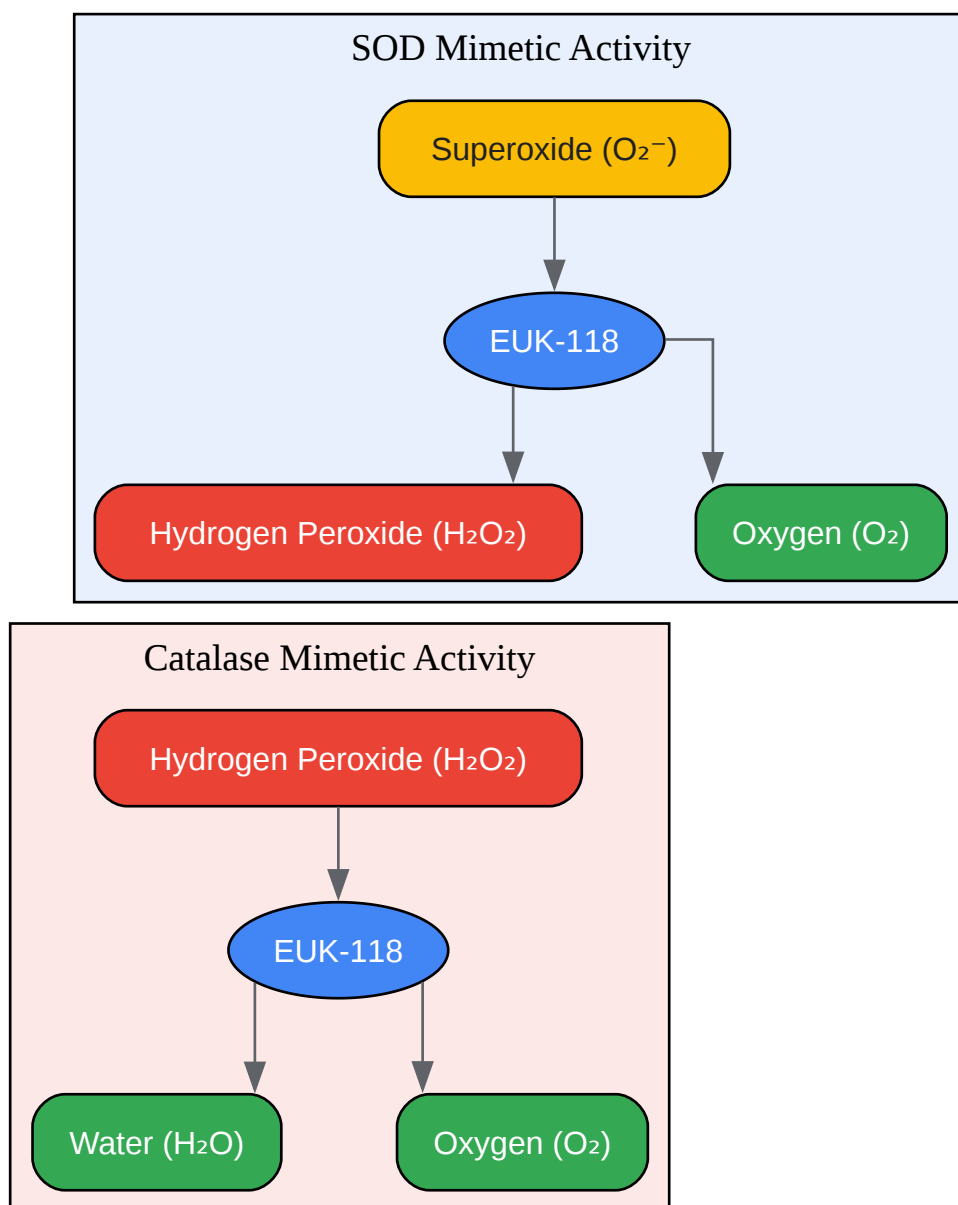 SOD Mimetic Activity
Superoxide (O₂⁻)
EUK-118
Hydrogen Peroxide (H₂O₂)
Oxygen (O₂)
Catalase Mimetic Activity
Hydrogen Peroxide (H₂O₂)
EUK-118
Water (H₂O)
Oxygen (O₂)